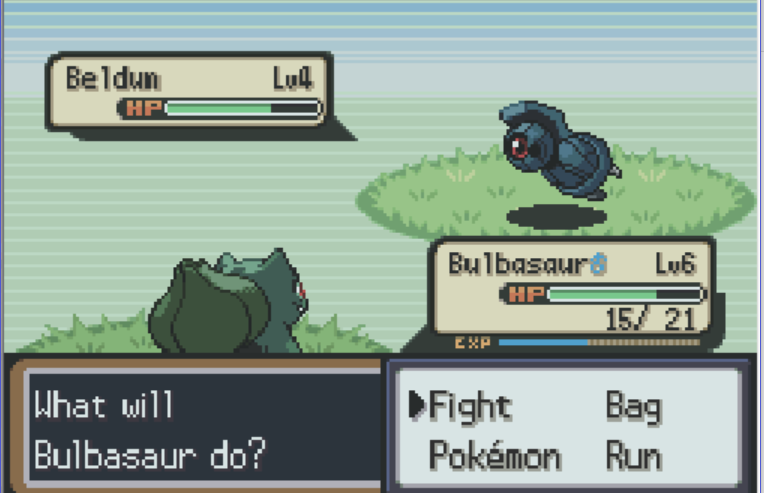 Beldum Lv4
HP
Bulbasaur♂ Lv6
HP
15/ 21
EXP
What will
Bulbasaur do?
▶Fight Bag
Pokémon Run